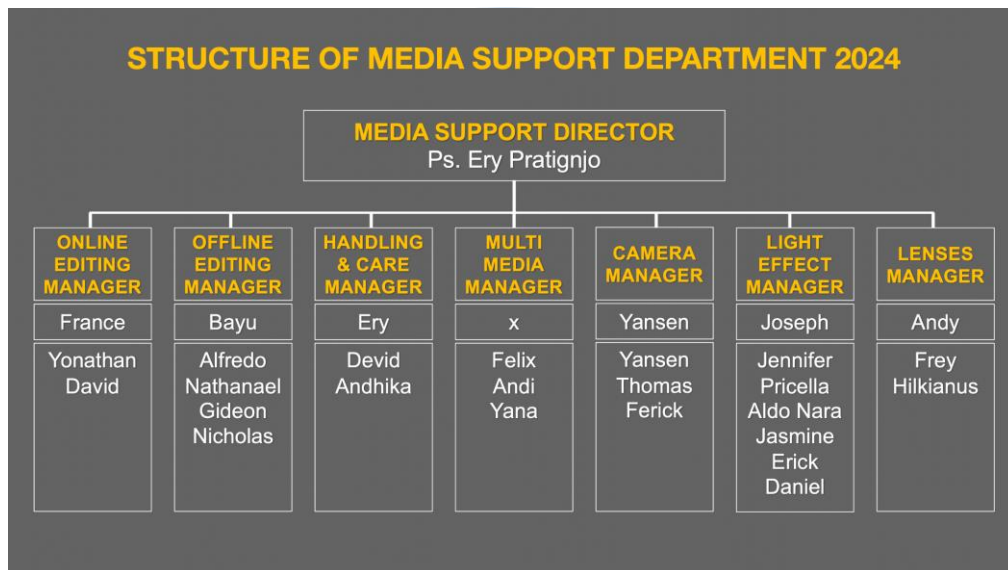 STRUCTURE OF MEDIA SUPPORT DEPARTMENT 2024
MEDIA SUPPORT DIRECTOR
Ps. Ery Pratignjo
ONLINE
EDITING
MANAGER
France
Yonathan
David
OFFLINE
EDITING
MANAGER
Bayu
Alfredo
Nathanael
Gideon
Nicholas
HANDLING
& CARE
MANAGER
Ery
Devid
Andhika
MULTI
MEDIA
MANAGER
x
Felix
Andi
Yana
CAMERA
MANAGER
Yansen
Yansen
Thomas
Ferick
LIGHT
EFFECT
MANAGER
Joseph
Jennifer
Pricella
Aldo Nara
Jasmine
Erick
Daniel
LENSES
MANAGER
Andy
Frey
Hilkianus